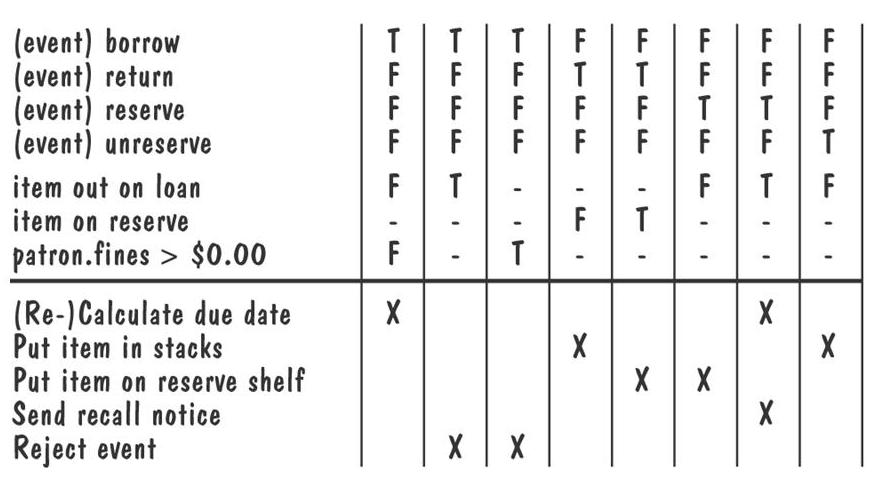 (event) borrow T T T F F F F F
(event) return F F F T T F F F
(event) reserve F F F F F T T F
(event) unreserve F F F F F F F T
item out on loan F T - - - F T F
item on reserve - - - F T - - -
patron.fines > $0.00 F - T - - - - -
(Re-)Calculate due date X X
Put item in stacks X X
Put item on reserve shelf X X
Send recall notice X
Reject event X X